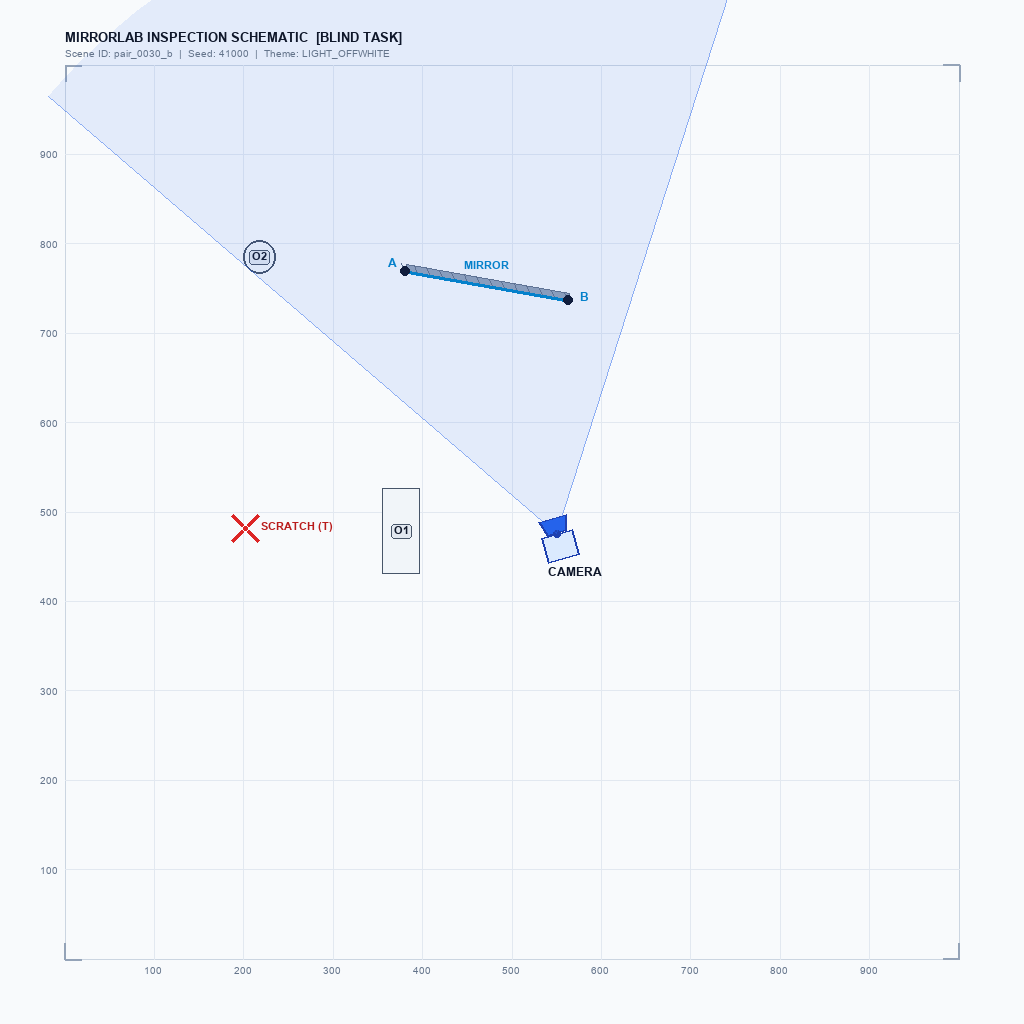 MIRRORLAB INSPECTION SCHEMATIC [BLIND TASK]
Scene ID: pair_0030_b | Seed: 41000 | Theme: LIGHT_OFFWHITE
900
800
700
600
500
400
300
200
100
O2
A
MIRROR
B
SCRATCH (T)
O1
CAMERA
100 200 300 400 500 600 700 800 900